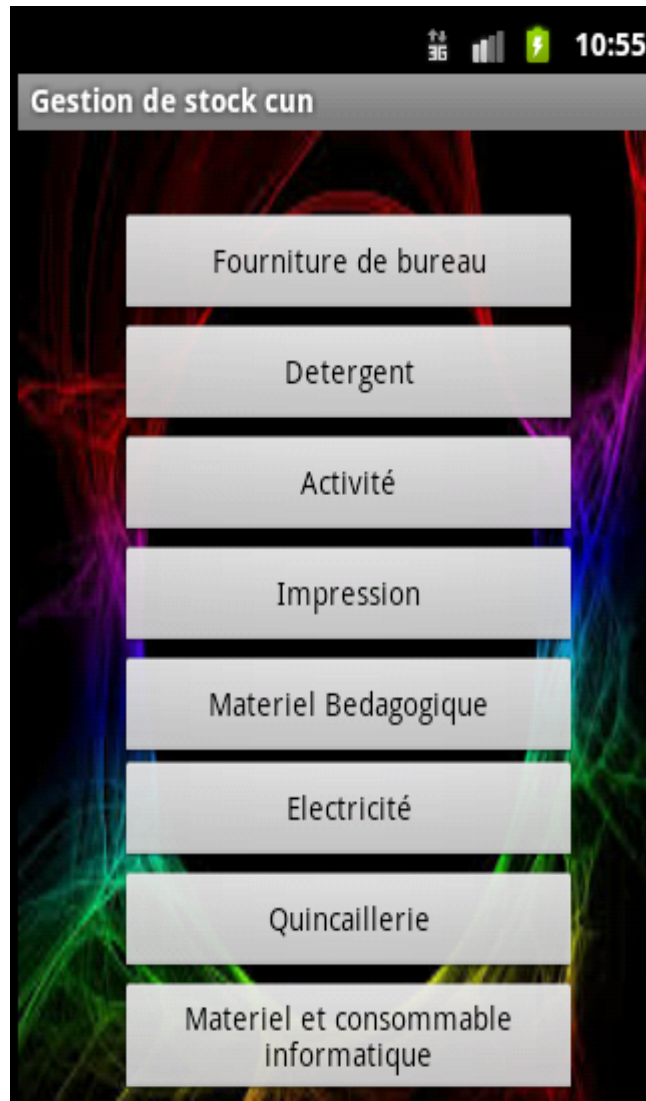 3G 10:55
Gestion de stock cun
Fourniture de bureau
Detergent
Activité
Impression
Materiel Bedagogique
Electricité
Quincaillerie
Materiel et consommable
informatique